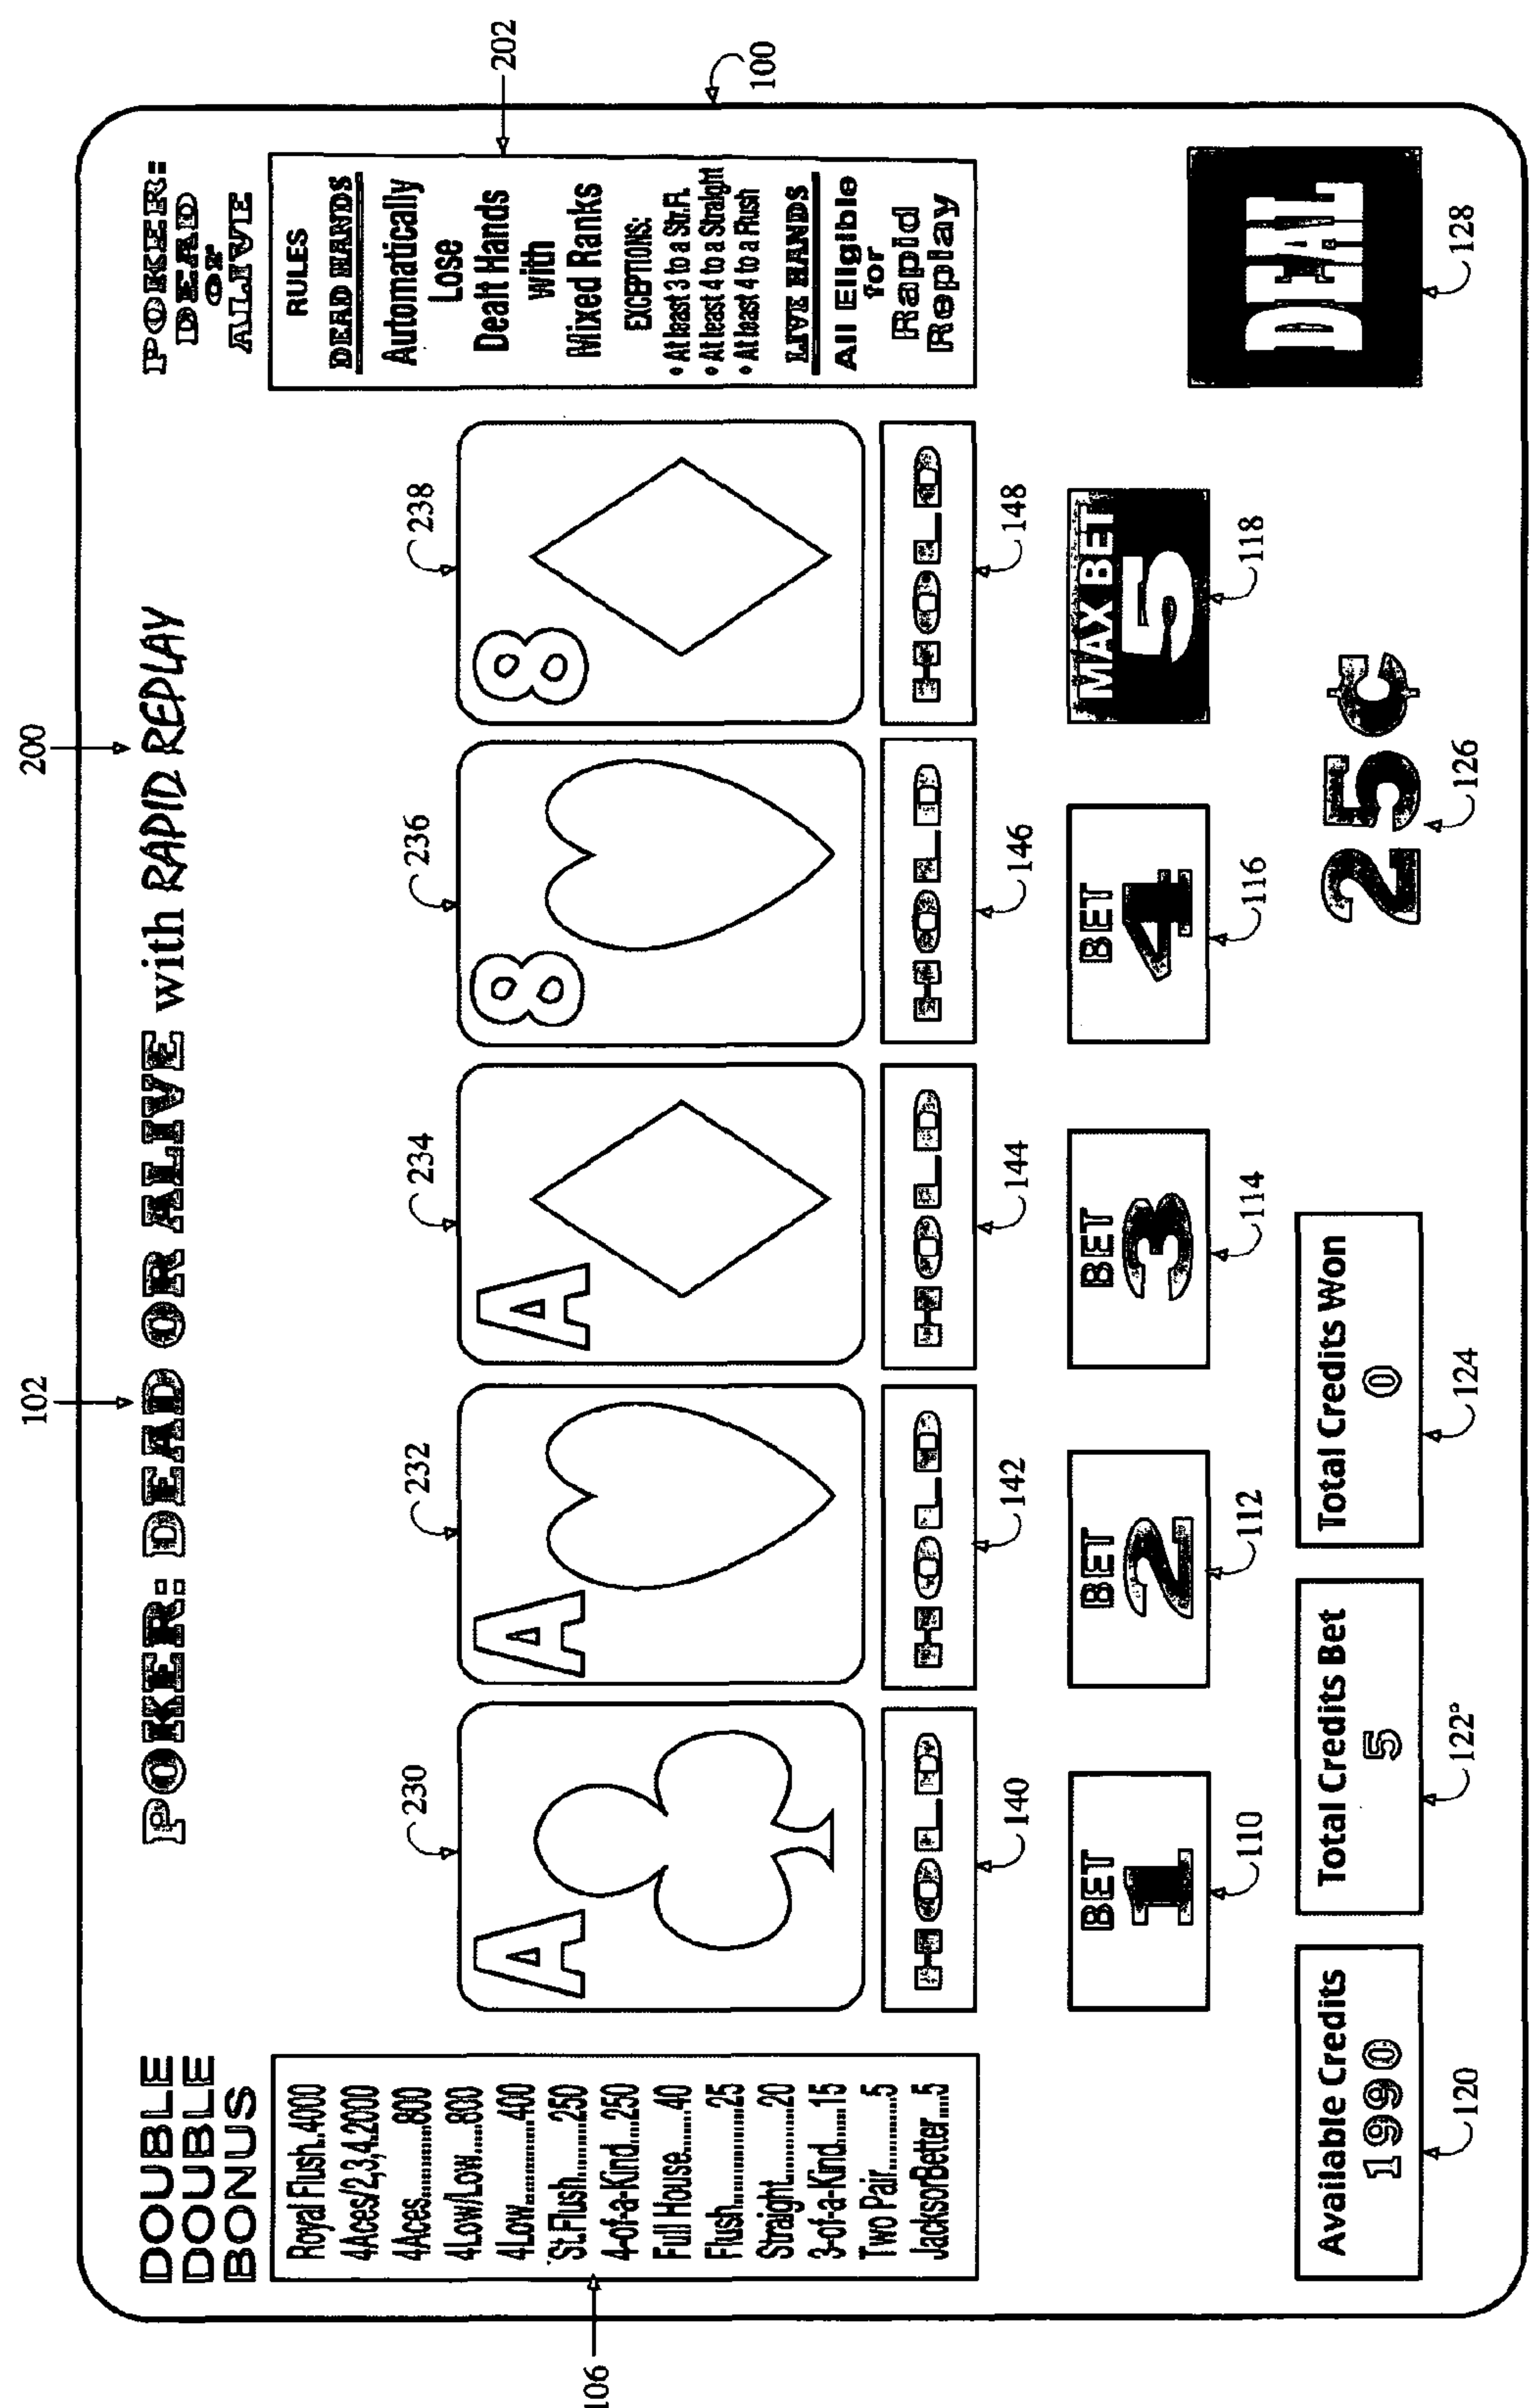 200
102
POKER: DEAD OR ALIVE with RAPID REPLAY
DOUBLE
DOUBLE
BONUS
Royal Flush..4000
4Aces/2,3,4.2000
4Aces............800
4Low/Low....800
4Low............400
St.Flush.......250
4-of-a-Kind...250
Full House.....40
Flush..............25
Straight..........20
3-of-a-Kind.....15
Two Pair...........5
JacksorBetter....5
106
230
232
234
236
238
A
A
A
8
8
HOLD
HOLD
HOLD
HOLD
HOLD
140
142
144
146
148
POKER:
DEAD
or
ALIVE
RULES
DEAD HANDS
Automatically
Lose
Dealt Hands
with
Mixed Ranks
EXCEPTIONS:
• At least 3 to a Str.Fl.
• At least 4 to a Straight
• At least 4 to a Flush
LIVE HANDS
All Eligible
for
Rapid
Replay
202
100
BET
1
BET
2
BET
3
BET
4
MAX BET
5
110
112
114
116
118
DEAL
128
Available Credits
1990
Total Credits Bet
5
Total Credits Won
0
25¢
120
122ª
124
126